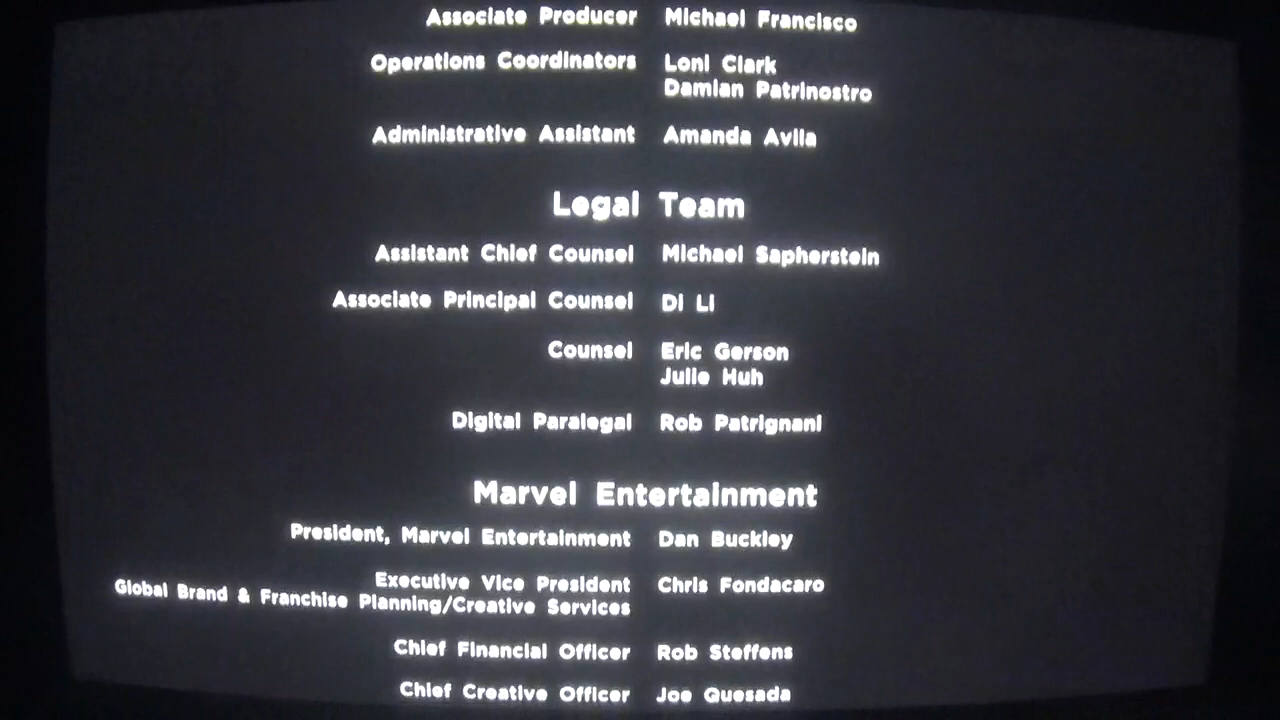 Associate Producer Michael Francisco
Operations Coordinators Loni Clark
Damian Patrinostro
Administrative Assistant Amanda Avila
Legal Team
Assistant Chief Counsel Michael Sapherstein
Associate Principal Counsel Di Li
Counsel Eric Gerson
Julie Huh
Digital Paralegal Rob Patrignani
Marvel Entertainment
President, Marvel Entertainment Dan Buckley
Executive Vice President Chris Fondacaro
Global Brand & Franchise Planning/Creative Services
Chief Financial Officer Rob Steffens
Chief Creative Officer Joe Quesada